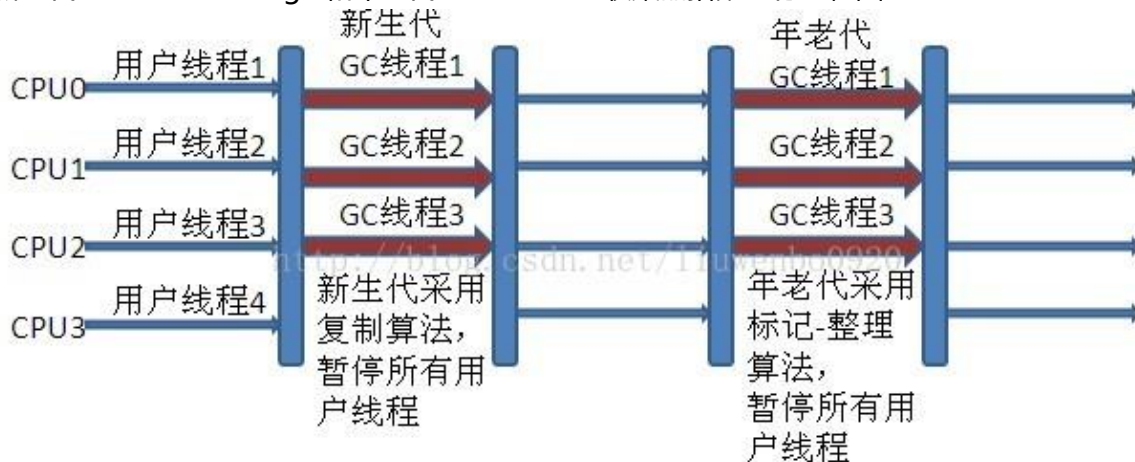 新生代
年老代
用户线程1
GC线程1
GC线程1
CPU0
用户线程2
GC线程2
GC线程2
CPU1
用户线程3
GC线程3
GC线程3
CPU2
http://blog.csdn.net/liuwenbo0920
用户线程4
CPU3
新生代采用
复制算法，
暂停所有用
户线程
年老代采用
标记-整理
算法，
暂停所有用
户线程